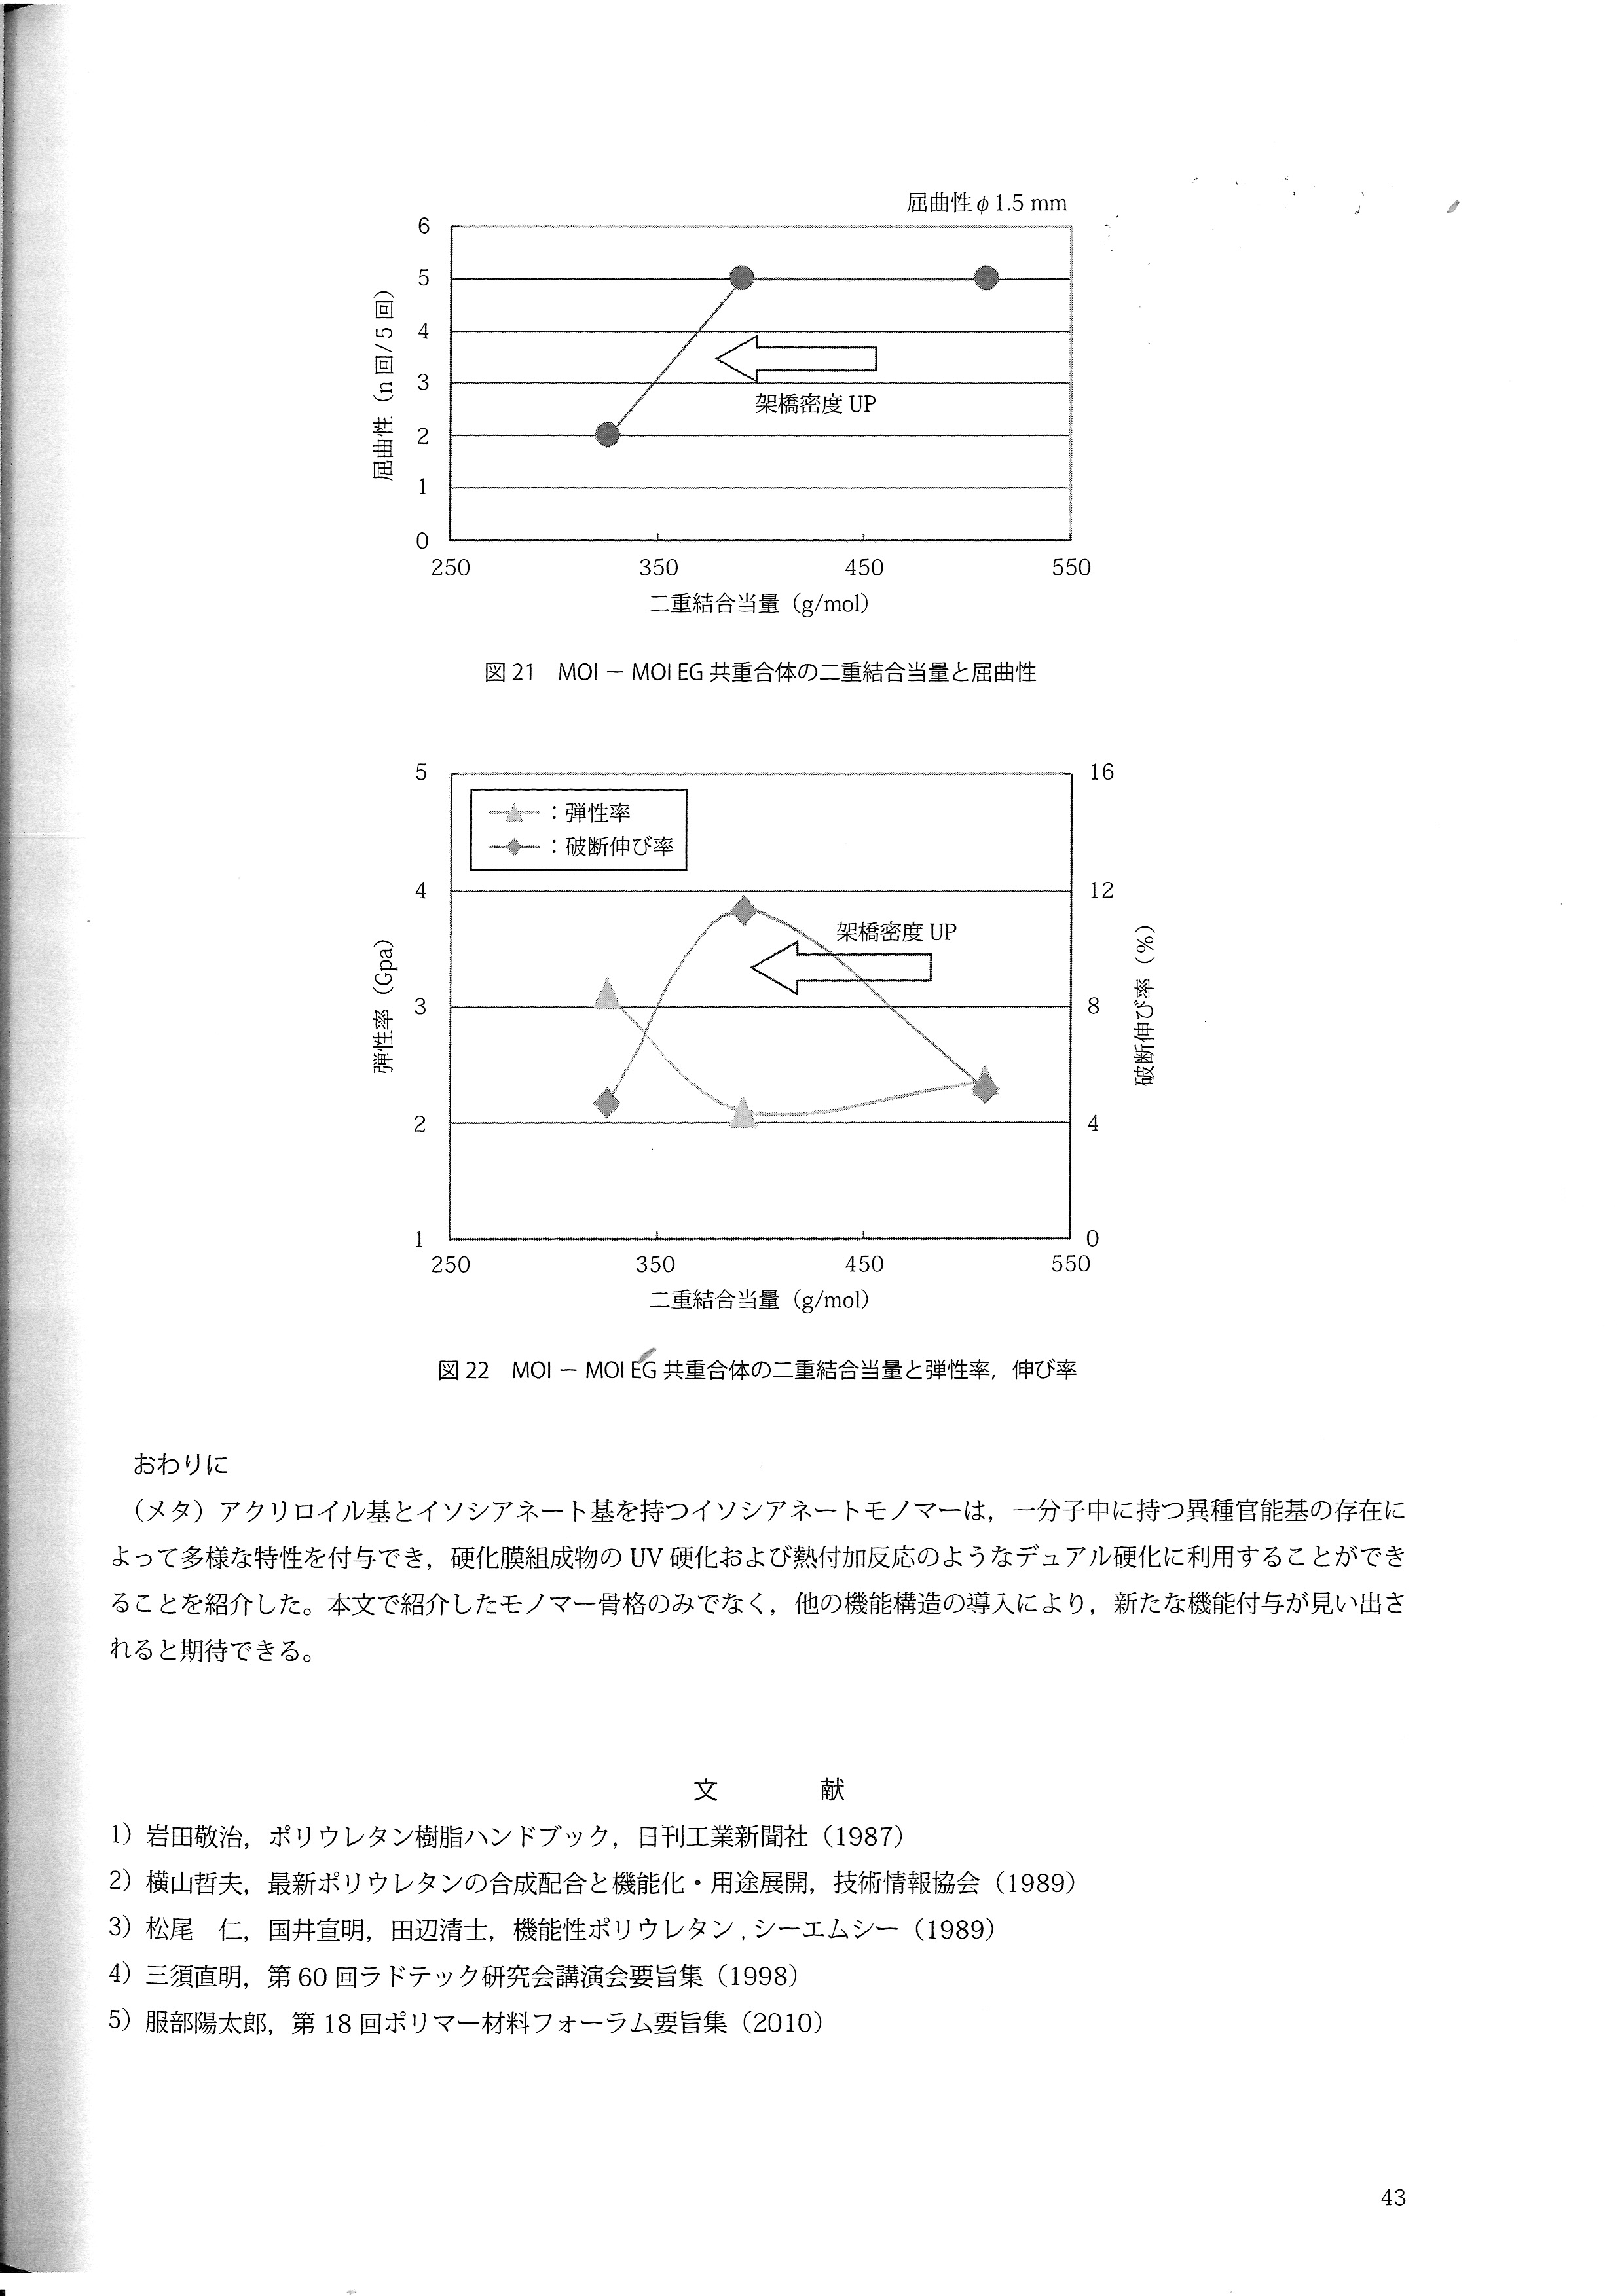 屈曲性φ1.5 mm
屈曲性（n 回/5 回）
6
5
4
3
2
1
0
架橋密度 UP
250 350 450 550
二重結合当量（g/mol）
図 21　MOI － MOI EG 共重合体の二重結合当量と屈曲性
弾性率（Gpa）
5
4
3
2
1
：弾性率
：破断伸び率
架橋密度 UP
16
12
8
4
0
破断伸び率（%）
250 350 450 550
二重結合当量（g/mol）
図 22　MOI － MOI EG 共重合体の二重結合当量と弾性率，伸び率
おわりに
（メタ）アクリロイル基とイソシアネート基を持つイソシアネートモノマーは，一分子中に持つ異種官能基の存在に
よって多様な特性を付与でき，硬化膜組成物の UV 硬化および熱付加反応のようなデュアル硬化に利用することができ
ることを紹介した。本文で紹介したモノマー骨格のみでなく，他の機能構造の導入により，新たな機能付与が見い出さ
れると期待できる。
文　　　献
1）岩田敬治，ポリウレタン樹脂ハンドブック，日刊工業新聞社（1987）
2）横山哲夫，最新ポリウレタンの合成配合と機能化・用途展開，技術情報協会（1989）
3）松尾　仁，国井宣明，田辺清士，機能性ポリウレタン , シーエムシー（1989）
4）三須直明，第 60 回ラドテック研究会講演会要旨集（1998）
5）服部陽太郎，第 18 回ポリマー材料フォーラム要旨集（2010）
43